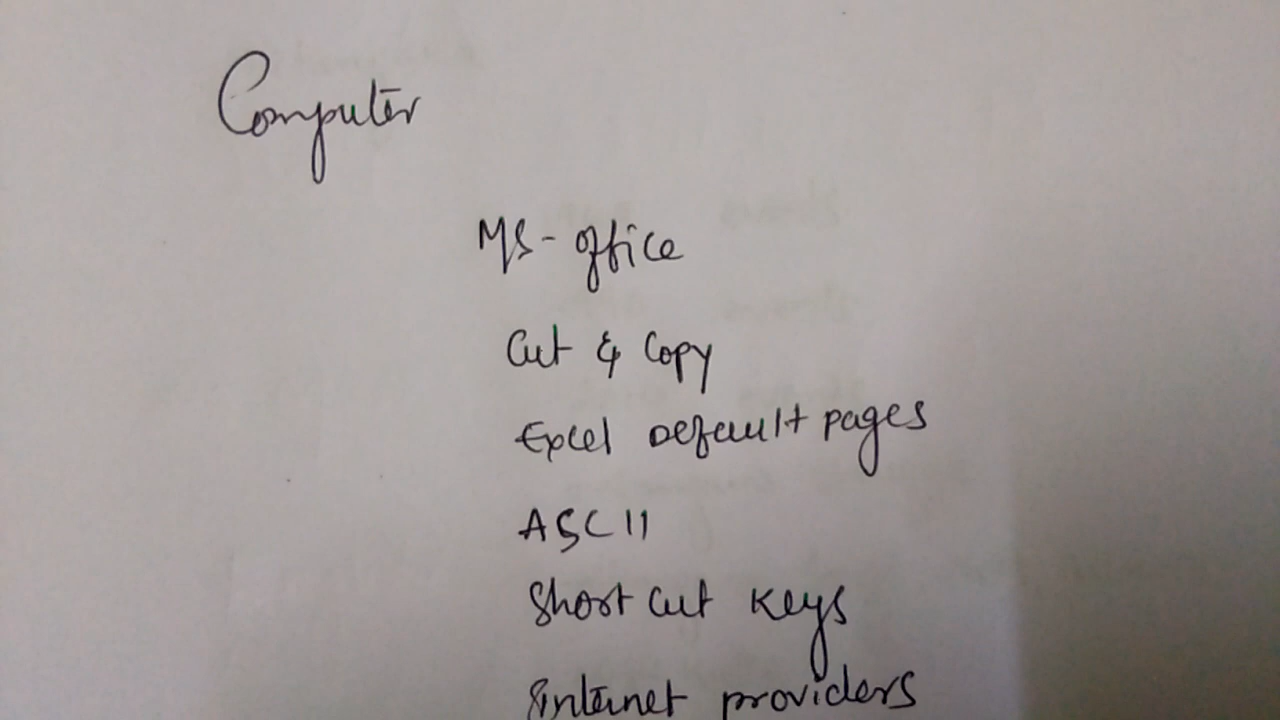 Computer
MS-office
Cut & Copy
Excel Default pages
ASCII
Short Cut Keys
Internet providers